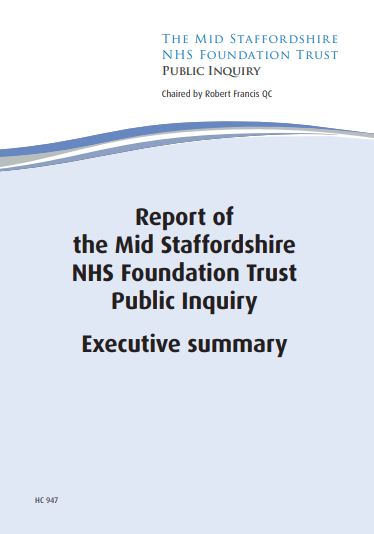 The Mid Staffordshire
NHS Foundation Trust
Public Inquiry
Chaired by Robert Francis QC
Report of
the Mid Staffordshire
NHS Foundation Trust
Public Inquiry
Executive summary
HC 947